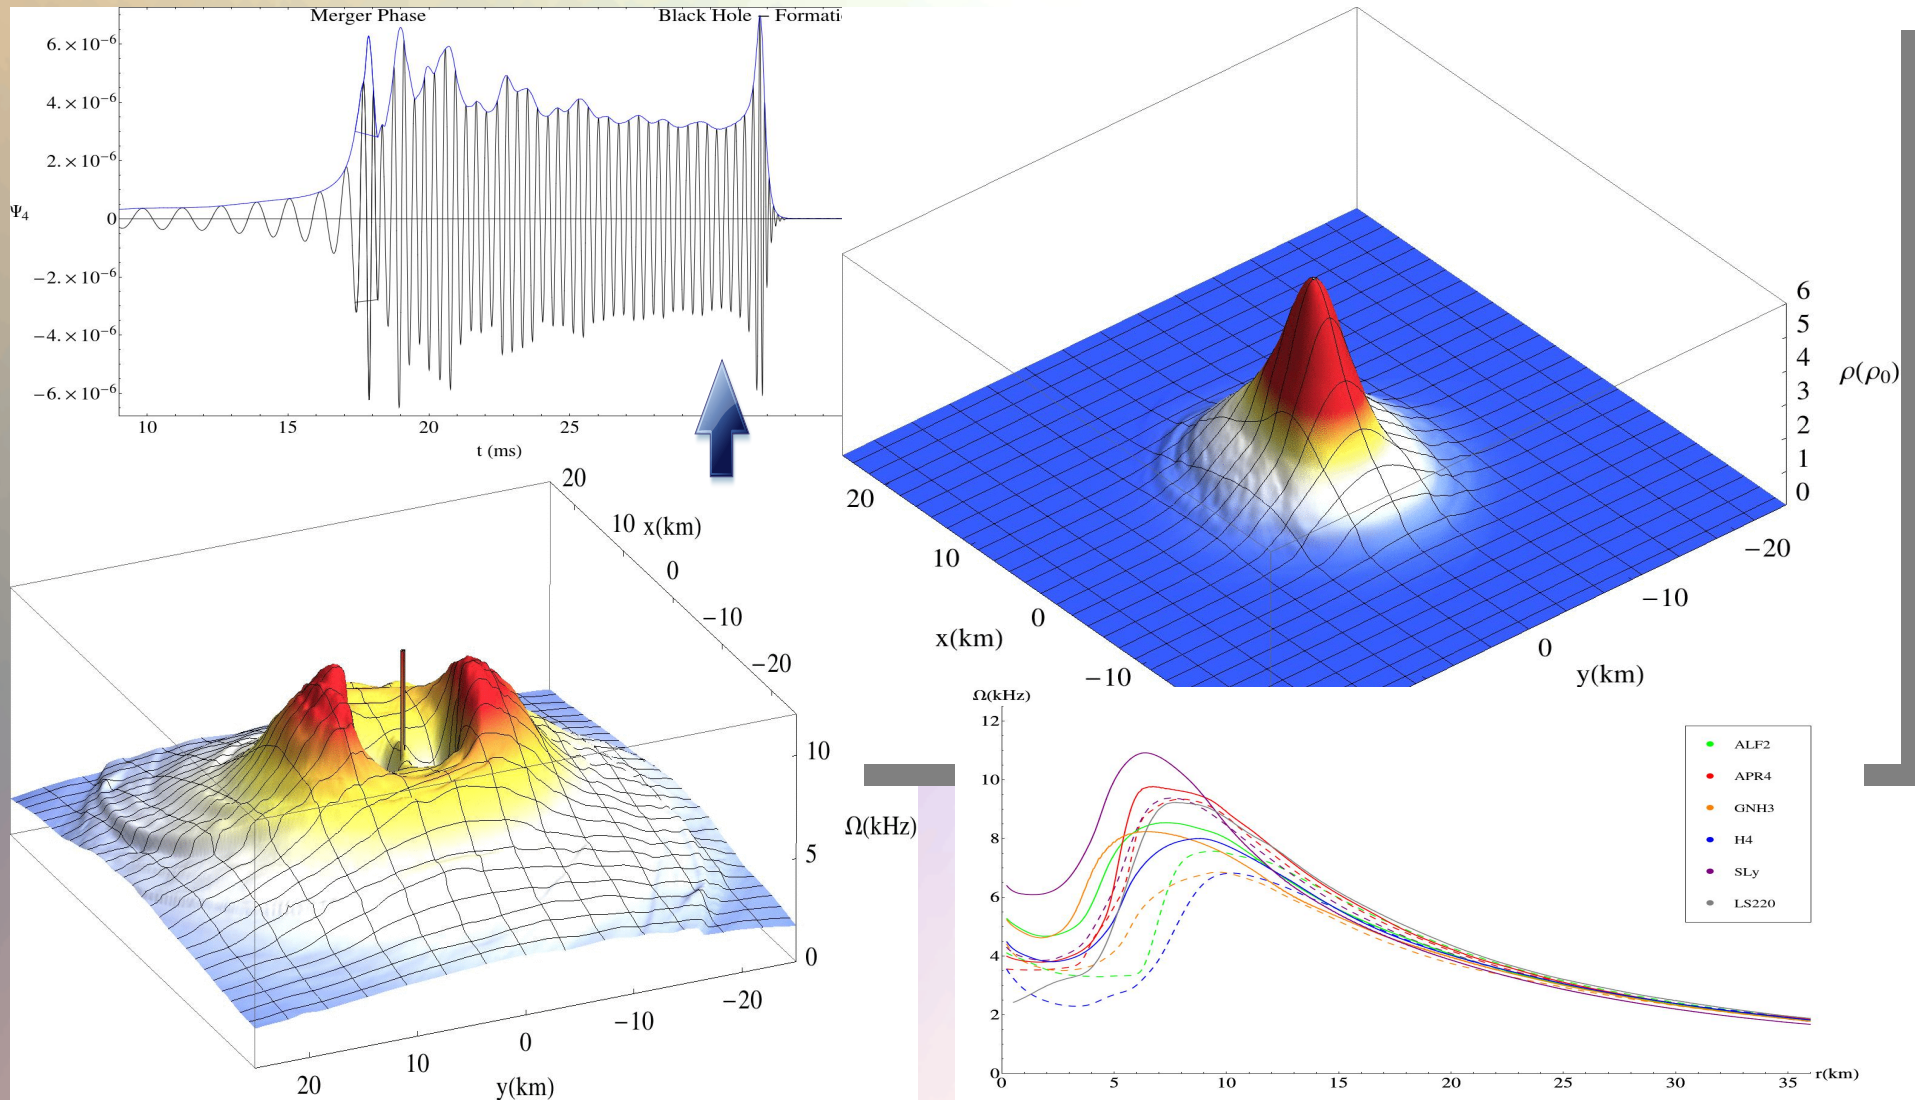 Merger Phase
Black Hole – Formati
6. × 10⁻⁶
4. × 10⁻⁶
2. × 10⁻⁶
Ψ₄
0
−2. × 10⁻⁶
−4. × 10⁻⁶
−6. × 10⁻⁶
10 15 20 25
t (ms)
6
5
4
3
2
1
0
ρ(ρ₀)
20
10
0
−10
x(km)
−20
−10
0
y(km)
20
10
0
−10
−20
x(km)
10
5
0
Ω(kHz)
20
10
0
−10
−20
y(km)
Ω(kHz)
12
10
8
6
4
2
0
0 5 10 15 20 25 30 35
r(km)
ALF2
APR4
GNH3
H4
SLy
LS220